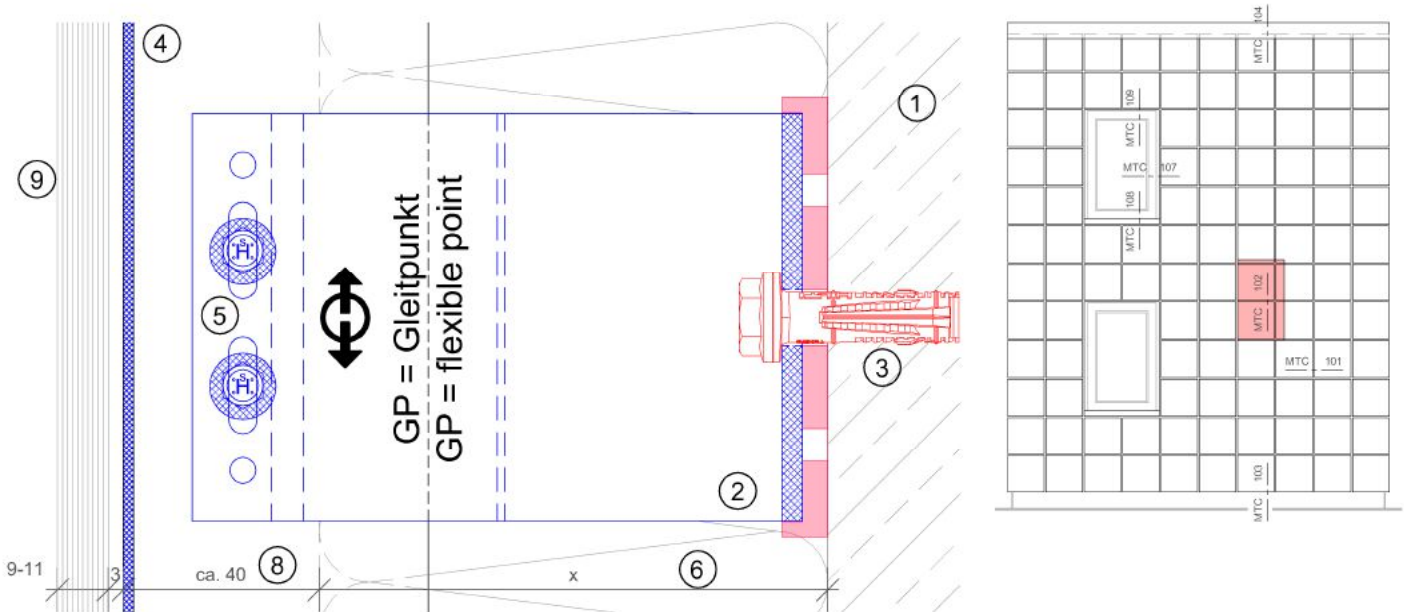 4
1
9
GP = Gleitpunkt
GP = flexible point
S
H
5
S
H
3
2
9-11
3
ca. 40
8
x
6
MTC 104
MTC 109
MTC 107
MTC 108
MTC 102
MTC 101
MTC 103